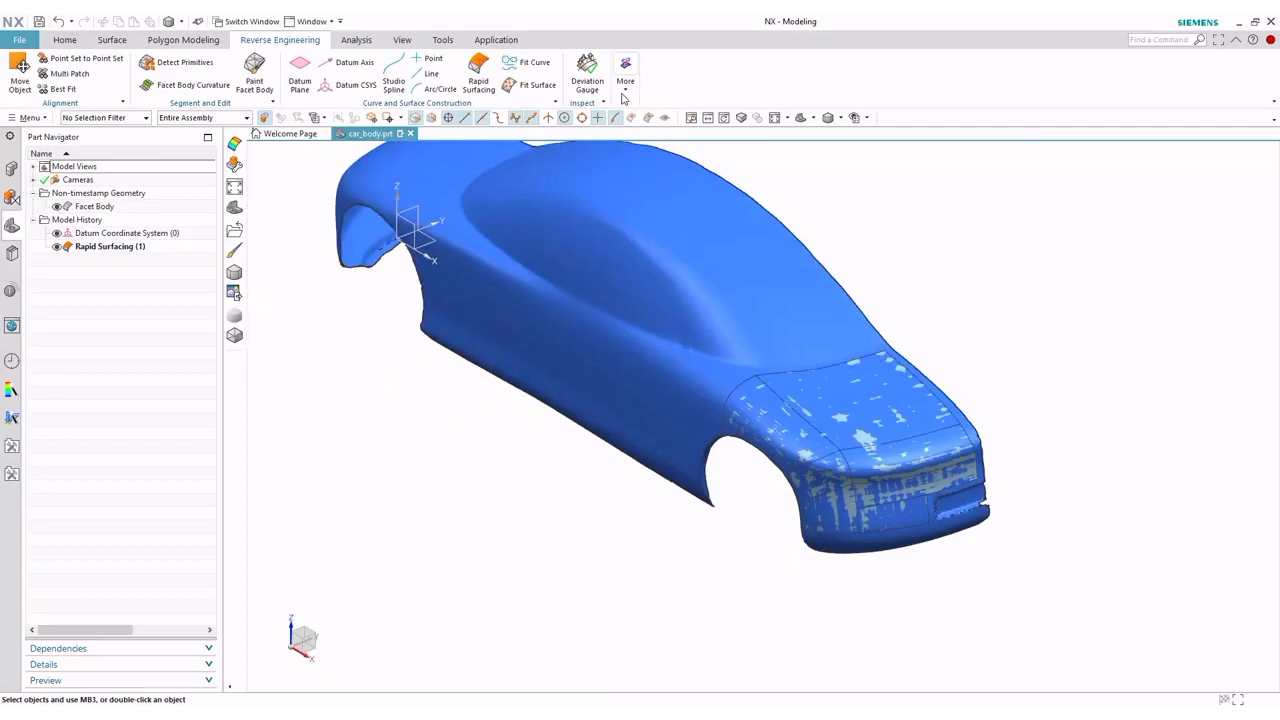 NX
Switch Window
Window
NX - Modeling
SIEMENS
File
Home
Surface
Polygon Modeling
Reverse Engineering
Analysis
View
Tools
Application
Find a Command
Move
Object
Point Set to Point Set
Multi Patch
Best Fit
Alignment
Detect Primitives
Facet Body Curvature
Paint
Facet Body
Segment and Edit
Datum
Plane
Datum Axis
Datum CSYS
Studio
Spline
Point
Line
Arc/Circle
Rapid
Surfacing
Fit Curve
Fit Surface
Curve and Surface Construction
Deviation
Gauge
Inspect
More
Menu
No Selection Filter
Entire Assembly
Part Navigator
Welcome Page
car_body.prt
Name
Model Views
Cameras
Non-timestamp Geometry
Facet Body
Model History
Datum Coordinate System (0)
Rapid Surfacing (1)
Z
Y
X
Z
Y
X
Dependencies
Details
Preview
Select objects and use MB3, or double-click an object